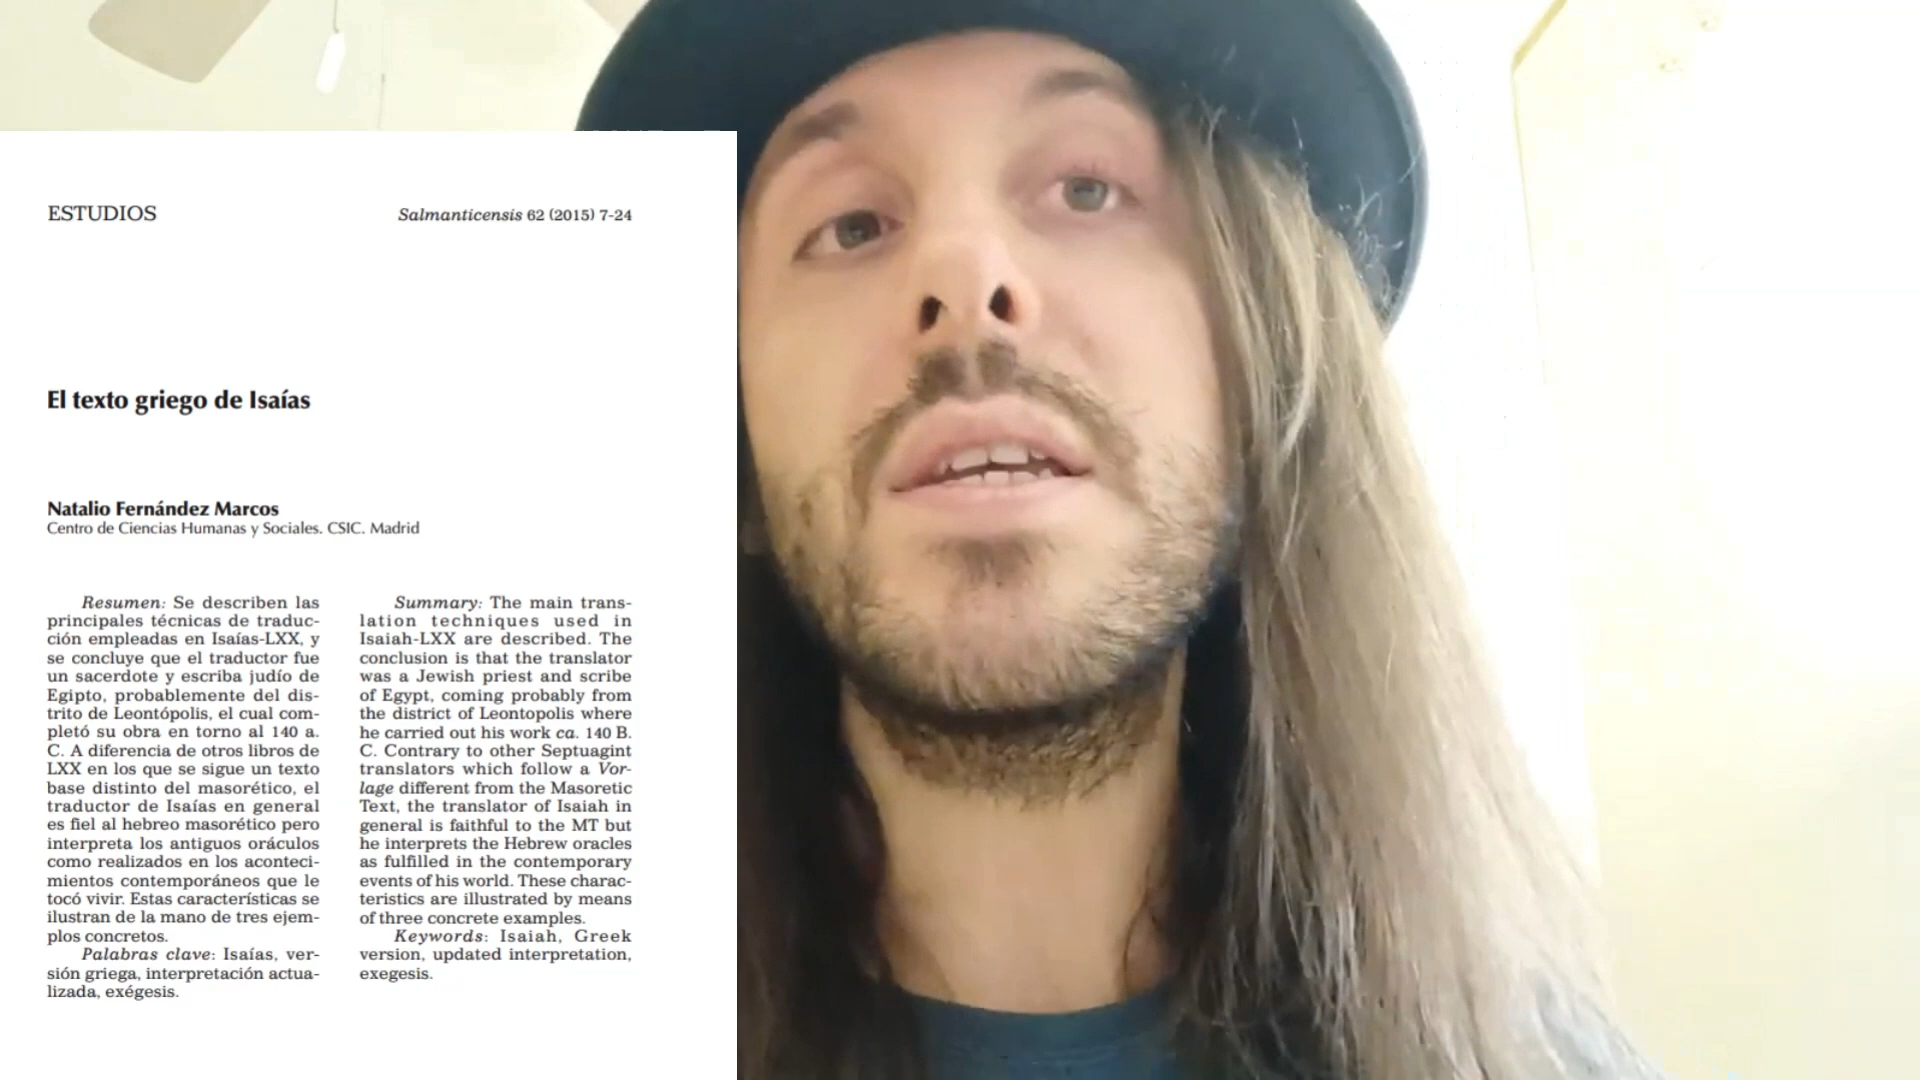 ESTUDIOS
Salmanticensis 62 (2015) 7-24
El texto griego de Isaías
Natalio Fernández Marcos
Centro de Ciencias Humanas y Sociales. CSIC. Madrid
Resumen: Se describen las
principales técnicas de traduc-
ción empleadas en Isaías-LXX, y
se concluye que el traductor fue
un sacerdote y escriba judío de
Egipto, probablemente del dis-
trito de Leontópolis, el cual com-
pletó su obra en torno al 140 a.
C. A diferencia de otros libros de
LXX en los que se sigue un texto
base distinto del masorético, el
traductor de Isaías en general
es fiel al hebreo masorético pero
interpreta los antiguos oráculos
como realizados en los aconteci-
mientos contemporáneos que le
tocó vivir. Estas características se
ilustran de la mano de tres ejem-
plos concretos.
Palabras clave: Isaías, ver-
sión griega, interpretación actua-
lizada, exégesis.
Summary: The main trans-
lation techniques used in
Isaiah-LXX are described. The
conclusion is that the translator
was a Jewish priest and scribe
of Egypt, coming probably from
the district of Leontopolis where
he carried out his work ca. 140 B.
C. Contrary to other Septuagint
translators which follow a Vor-
lage different from the Masoretic
Text, the translator of Isaiah in
general is faithful to the MT but
he interprets the Hebrew oracles
as fulfilled in the contemporary
events of his world. These charac-
teristics are illustrated by means
of three concrete examples.
Keywords: Isaiah, Greek
version, updated interpretation,
exegesis.